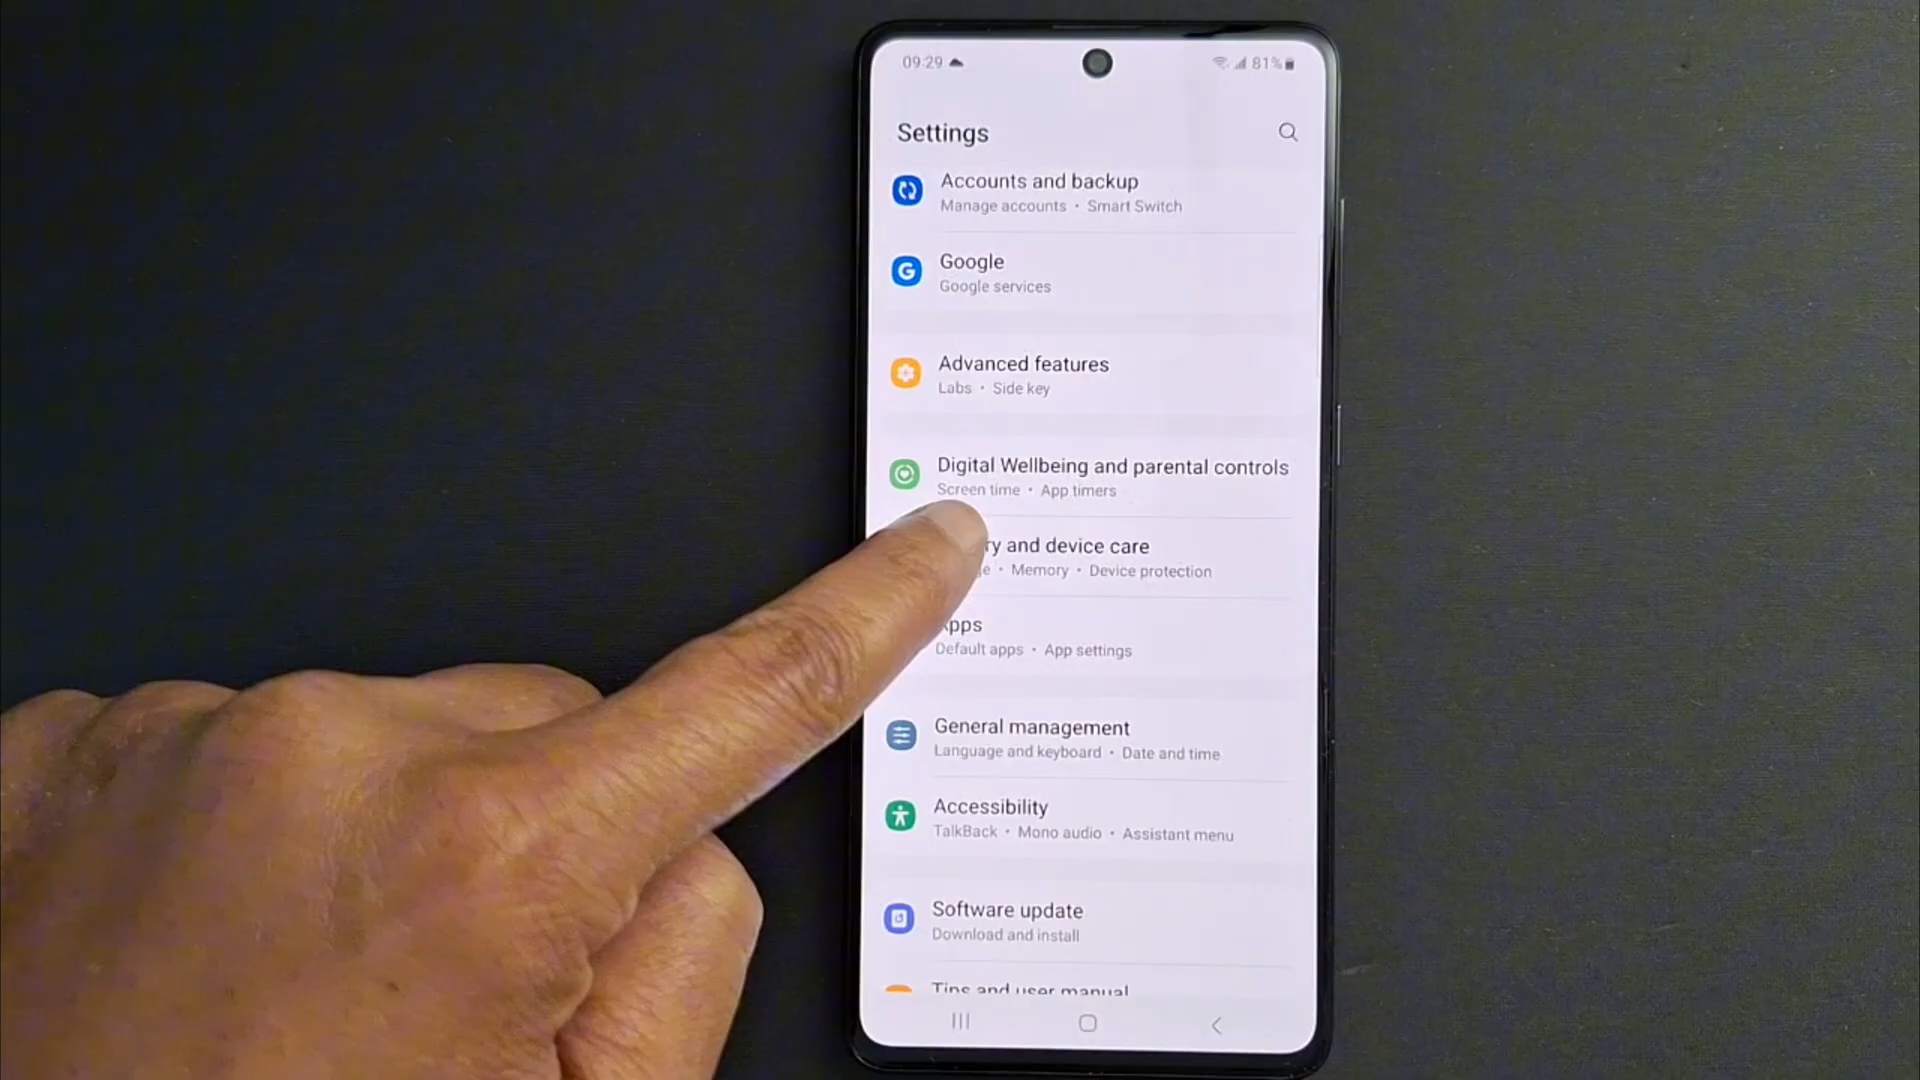 09:29
81%
Settings
Accounts and backup
Manage accounts • Smart Switch
Google
Google services
Advanced features
Labs • Side key
Digital Wellbeing and parental controls
Screen time • App timers
and device care
• Memory • Device protection
Apps
Default apps • App settings
General management
Language and keyboard • Date and time
Accessibility
TalkBack • Mono audio • Assistant menu
Software update
Download and install
Tips and user manual